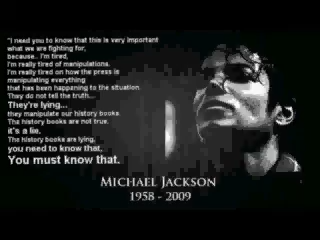 "I need you to know that this is very important
what we are fighting for,
because.. I'm tired,
I'm really tired of manipulations.
I'm really tired on how the press is
manipulating everything
that has been happening to the situation.
They do not tell the truth....
They're lying...
they manipulate our history books.
The history books are not true,
it's a lie.
The history books are lying,
you need to know that,
You must know that.
MICHAEL JACKSON
1958 - 2009